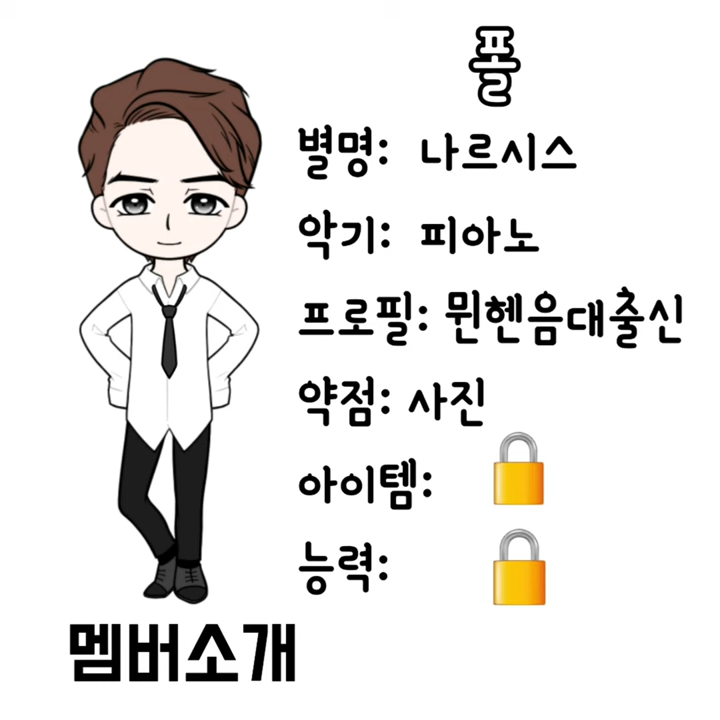 폴
별명: 나르시스
악기: 피아노
프로필: 뮌헨음대출신
약점: 사진
아이템:
능력:
멤버소개